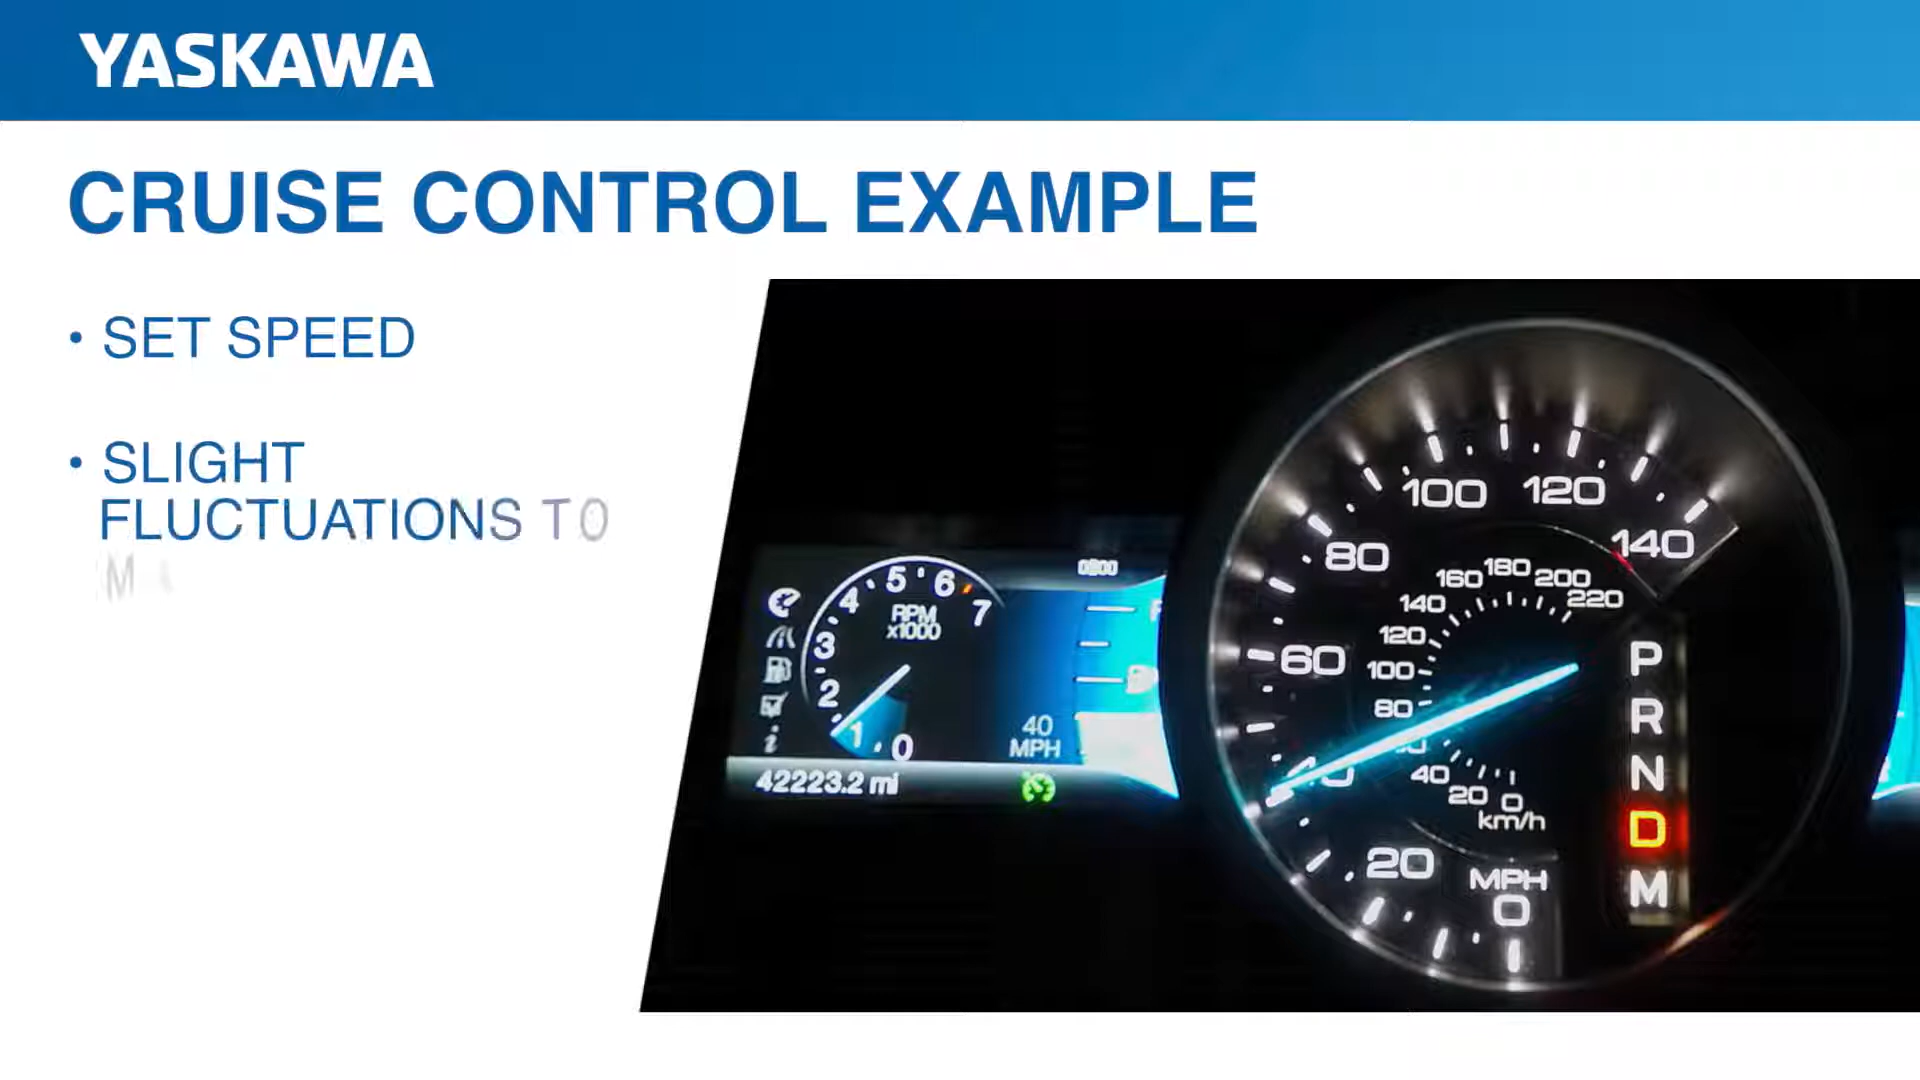 YASKAWA
CRUISE CONTROL EXAMPLE
• SET SPEED
• SLIGHT
FLUCTUATIONS TO
100 120
80 140
60
20
MPH
0
160 180 200
140 220
120
100
80
40
20 0
km/h
P
R
N
D
M
5 6
4 7
RPM
x1000
3
2
1 0
40
MPH
42223.2 mi